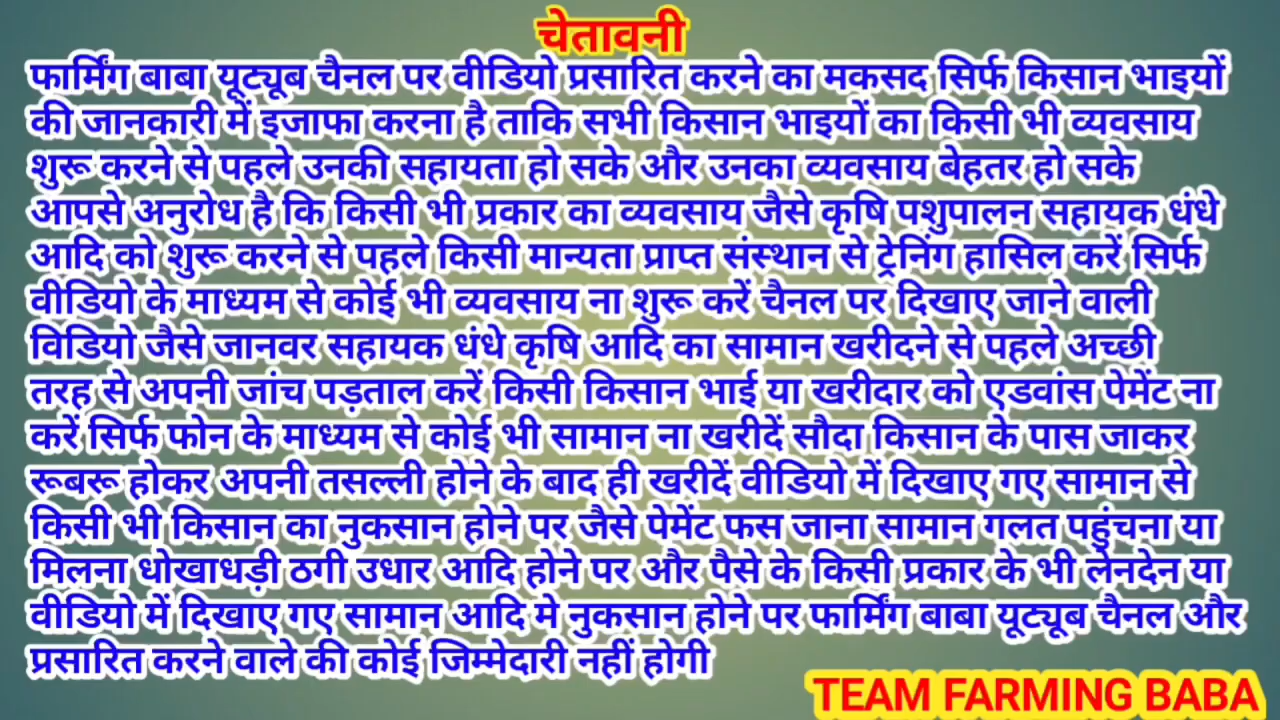 चेतावनी
फार्मिंग बाबा यूट्यूब चैनल पर वीडियो प्रसारित करने का मकसद सिर्फ किसान भाइयों
की जानकारी में इजाफा करना है ताकि सभी किसान भाइयों का किसी भी व्यवसाय
शुरू करने से पहले उनकी सहायता हो सके और उनका व्यवसाय बेहतर हो सके
आपसे अनुरोध है कि किसी भी प्रकार का व्यवसाय जैसे कृषि पशुपालन सहायक धंधे
आदि को शुरू करने से पहले किसी मान्यता प्राप्त संस्थान से ट्रेनिंग हासिल करें सिर्फ
वीडियो के माध्यम से कोई भी व्यवसाय ना शुरू करें चैनल पर दिखाए जाने वाली
विडियो जैसे जानवर सहायक धंधे कृषि आदि का सामान खरीदने से पहले अच्छी
तरह से अपनी जांच पड़ताल करें किसी किसान भाई या खरीदार को एडवांस पेमेंट ना
करें सिर्फ फोन के माध्यम से कोई भी सामान ना खरीदें सौदा किसान के पास जाकर
रूबरू होकर अपनी तसल्ली होने के बाद ही खरीदें वीडियो में दिखाए गए सामान से
किसी भी किसान का नुकसान होने पर जैसे पेमेंट फस जाना सामान गलत पहुंचना या
मिलना धोखाधड़ी ठगी उधार आदि होने पर और पैसे के किसी प्रकार के भी लेनदेन या
वीडियो में दिखाए गए सामान आदि मे नुकसान होने पर फार्मिंग बाबा यूट्यूब चैनल और
प्रसारित करने वाले की कोई जिम्मेदारी नहीं होगी
TEAM FARMING BABA